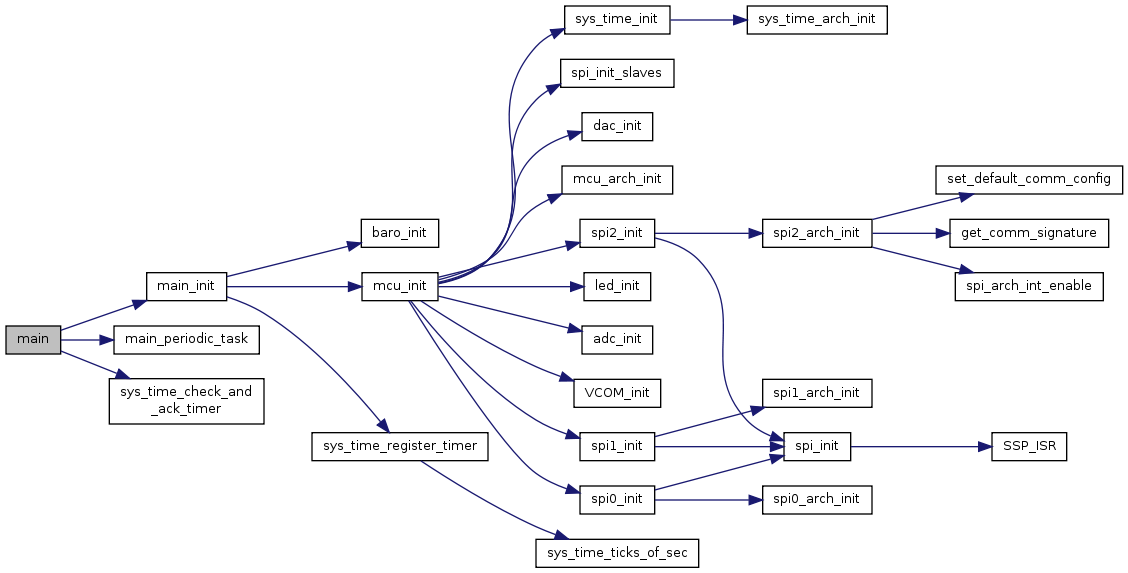 sys_time_init
sys_time_arch_init
spi_init_slaves
dac_init
mcu_arch_init
set_default_comm_config
baro_init
spi2_init
spi2_arch_init
get_comm_signature
main_init
mcu_init
led_init
spi_arch_int_enable
main
main_periodic_task
adc_init
sys_time_check_and
_ack_timer
VCOM_init
spi1_arch_init
sys_time_register_timer
spi1_init
spi_init
SSP_ISR
spi0_init
spi0_arch_init
sys_time_ticks_of_sec